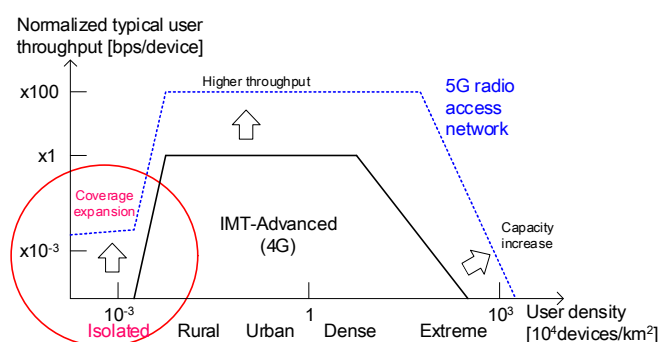 Normalized typical user
throughput [bps/device]
x100
Higher throughput
5G radio
access
network
x1
Coverage
expansion
IMT-Advanced
(4G)
Capacity
increase
x10⁻³
10⁻³
1
10³
User density
[10⁴devices/km²]
Isolated
Rural
Urban
Dense
Extreme